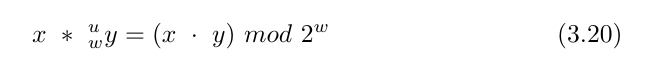 x * ᵘ_w y = (x · y) mod 2ʷ (3.20)